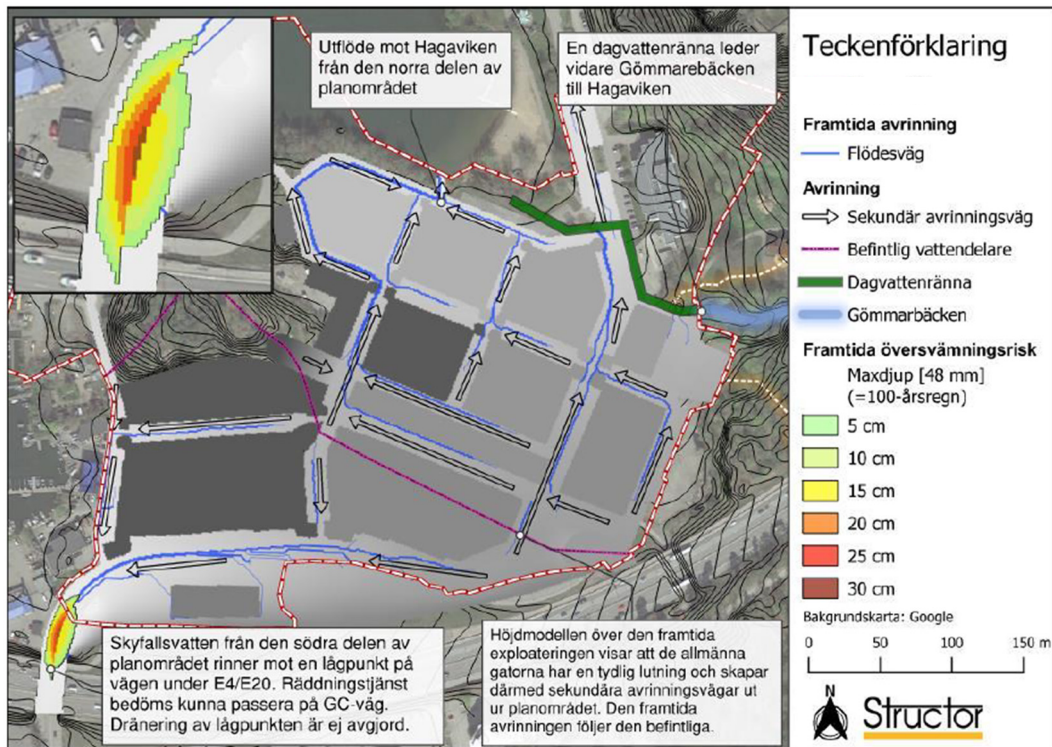 Utflöde mot Hagaviken
från den norra delen av
planområdet
En dagvattenränna leder
vidare Gömmarebäcken
till Hagaviken
Skyfallsvatten från den södra delen av
planområdet rinner mot en lågpunkt på
vägen under E4/E20. Räddningstjänst
bedöms kunna passera på GC-väg.
Dränering av lågpunkten är ej avgjord.
Höjdmodellen över den framtida
exploateringen visar att de allmänna
gatorna har en tydlig lutning och skapar
därmed sekundära avrinningsvägar ut
ur planområdet. Den framtida
avrinningen följer den befintliga.
Teckenförklaring
Framtida avrinning
Flödesväg
Avrinning
Sekundär avrinningsväg
Befintlig vattendelare
Dagvattenränna
Gömmarbäcken
Framtida översvämningsrisk
Maxdjup [48 mm]
(=100-årsregn)
5 cm
10 cm
15 cm
20 cm
25 cm
30 cm
Bakgrundskarta: Google
0 50 100 150 m
N
Structor